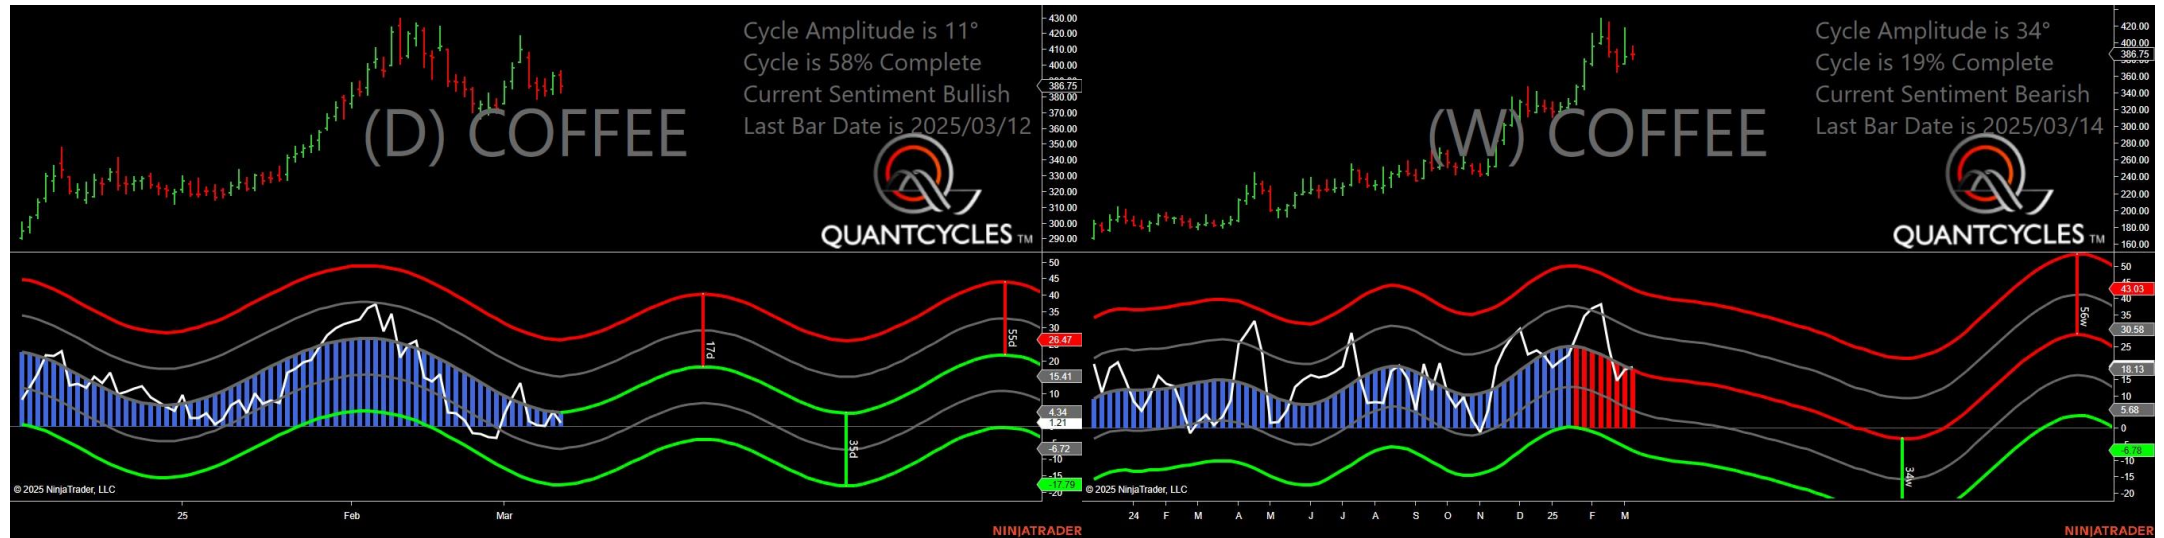 Cycle Amplitude is 11°
Cycle is 58% Complete
Current Sentiment Bullish
Last Bar Date is 2025/03/12
(D) COFFEE
QUANTCYCLES TM
430.00
420.00
410.00
400.00
386.75
380.00
370.00
360.00
350.00
340.00
330.00
320.00
310.00
300.00
290.00
50
45
40
35
30
26.47
20
15.41
10
4.34
1.21
-6.72
-10
-15
-17.79
-20
17d
35d
55d
© 2025 NinjaTrader, LLC
25
Feb
Mar
NINJATRADER
Cycle Amplitude is 34°
Cycle is 19% Complete
Current Sentiment Bearish
Last Bar Date is 2025/03/14
(W) COFFEE
QUANTCYCLES TM
420.00
400.00
386.75
360.00
340.00
320.00
300.00
280.00
260.00
240.00
220.00
200.00
180.00
160.00
50
43.03
40
35
30.58
25
18.13
15
10
5.68
0
-6.78
-10
-15
-20
34w
56w
© 2025 NinjaTrader, LLC
24
F
M
A
M
J
J
A
S
O
N
D
25
F
M
NINJATRADER